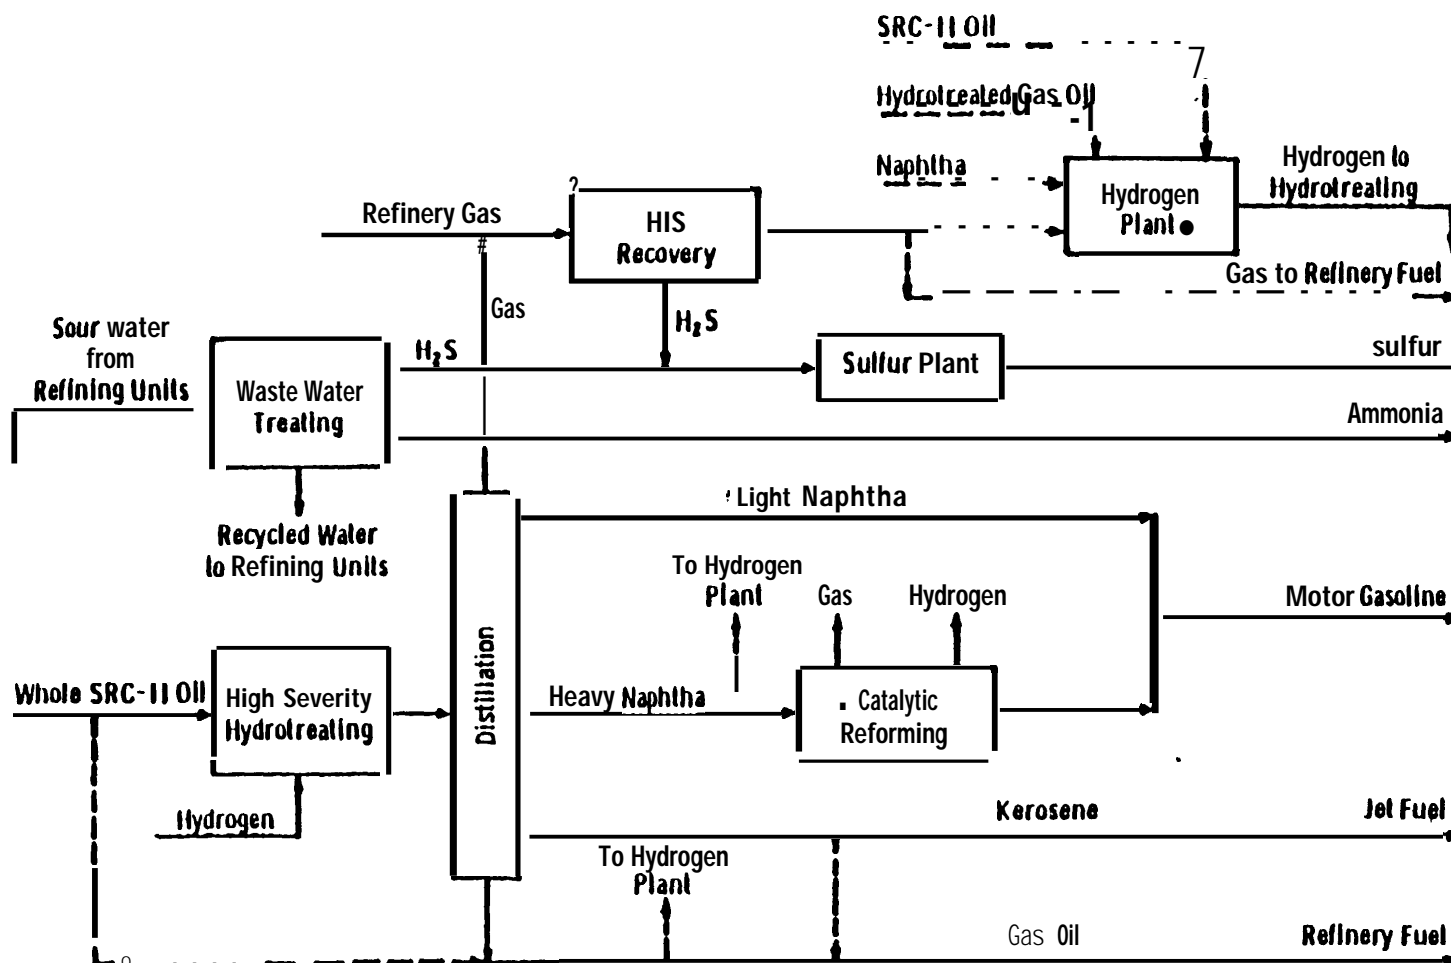 SRC-II Oil
Hydrotreated Gas Oil
Naphtha
Hydrogen
Plant
Hydrogen to
Hydrotreating
Refinery Gas
HIS
Recovery
Gas to Refinery Fuel
Gas
H₂S
Sour water
from
Refining Units
H₂S
Waste Water
Treating
Sulfur Plant
sulfur
Ammonia
Recycled Water
to Refining Units
Light Naphtha
To Hydrogen
Plant
Gas
Hydrogen
Motor Gasoline
Distillation
Whole SRC-II Oil
High Severity
Hydrotreating
Heavy Naphtha
Catalytic
Reforming
Hydrogen
Kerosene
Jet Fuel
To Hydrogen
Plant
Gas Oil
Refinery Fuel